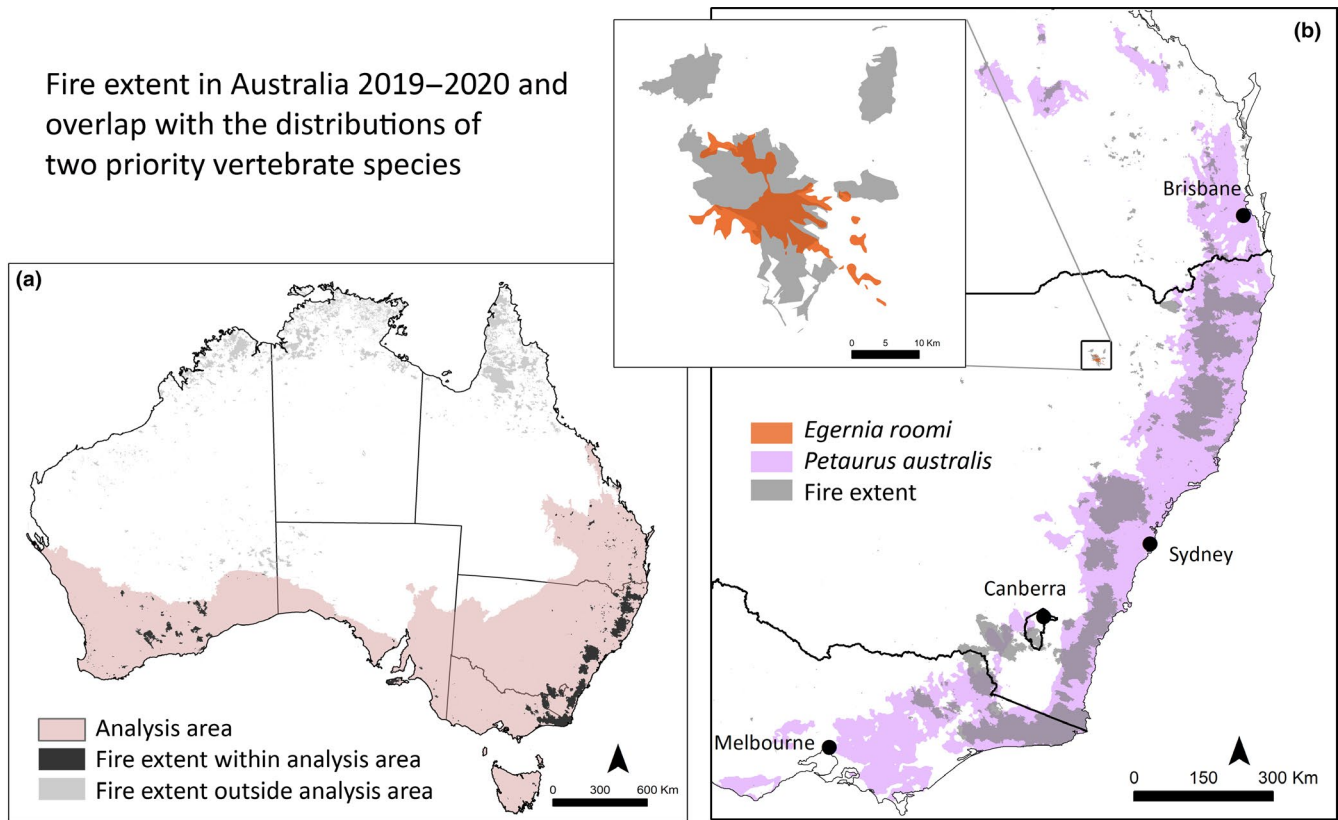 Fire extent in Australia 2019–2020 and
overlap with the distributions of
two priority vertebrate species
(a)
Analysis area
Fire extent within analysis area
Fire extent outside analysis area
0 300 600 Km
0 5 10 Km
(b)
Brisbane
Egernia roomi
Petaurus australis
Fire extent
Sydney
Canberra
Melbourne
0 150 300 Km